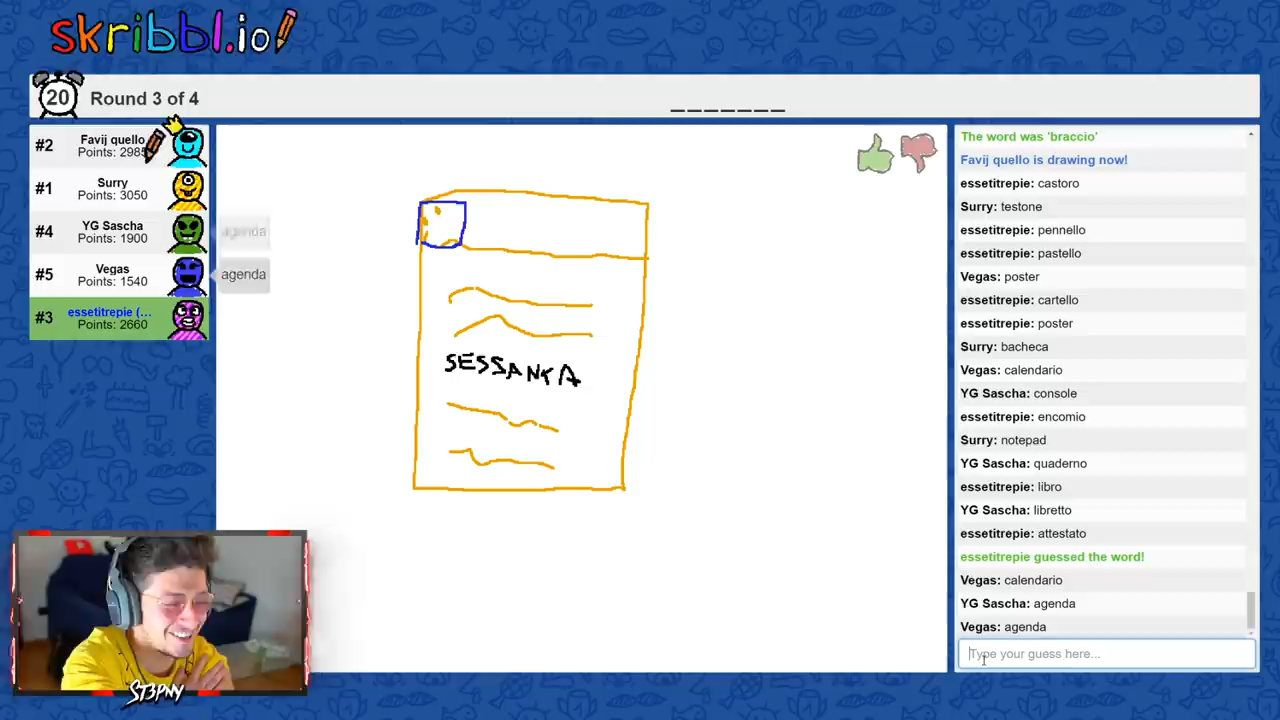 skribbl.io
20
Round 3 of 4
_______
#2
Favij quello
Points: 2985
#1
Surry
Points: 3050
#4
YG Sascha
Points: 1900
agenda
#5
Vegas
Points: 1540
agenda
#3
essetitrepie (...
Points: 2660
SESSANTA
The word was 'braccio'
Favij quello is drawing now!
essetitrepie: castoro
Surry: testone
essetitrepie: pennello
essetitrepie: pastello
Vegas: poster
essetitrepie: cartello
essetitrepie: poster
Surry: bacheca
Vegas: calendario
YG Sascha: console
essetitrepie: encomio
Surry: notepad
YG Sascha: quaderno
essetitrepie: libro
YG Sascha: libretto
essetitrepie: attestato
essetitrepie guessed the word!
Vegas: calendario
YG Sascha: agenda
Vegas: agenda
Type your guess here...
ST3PNY